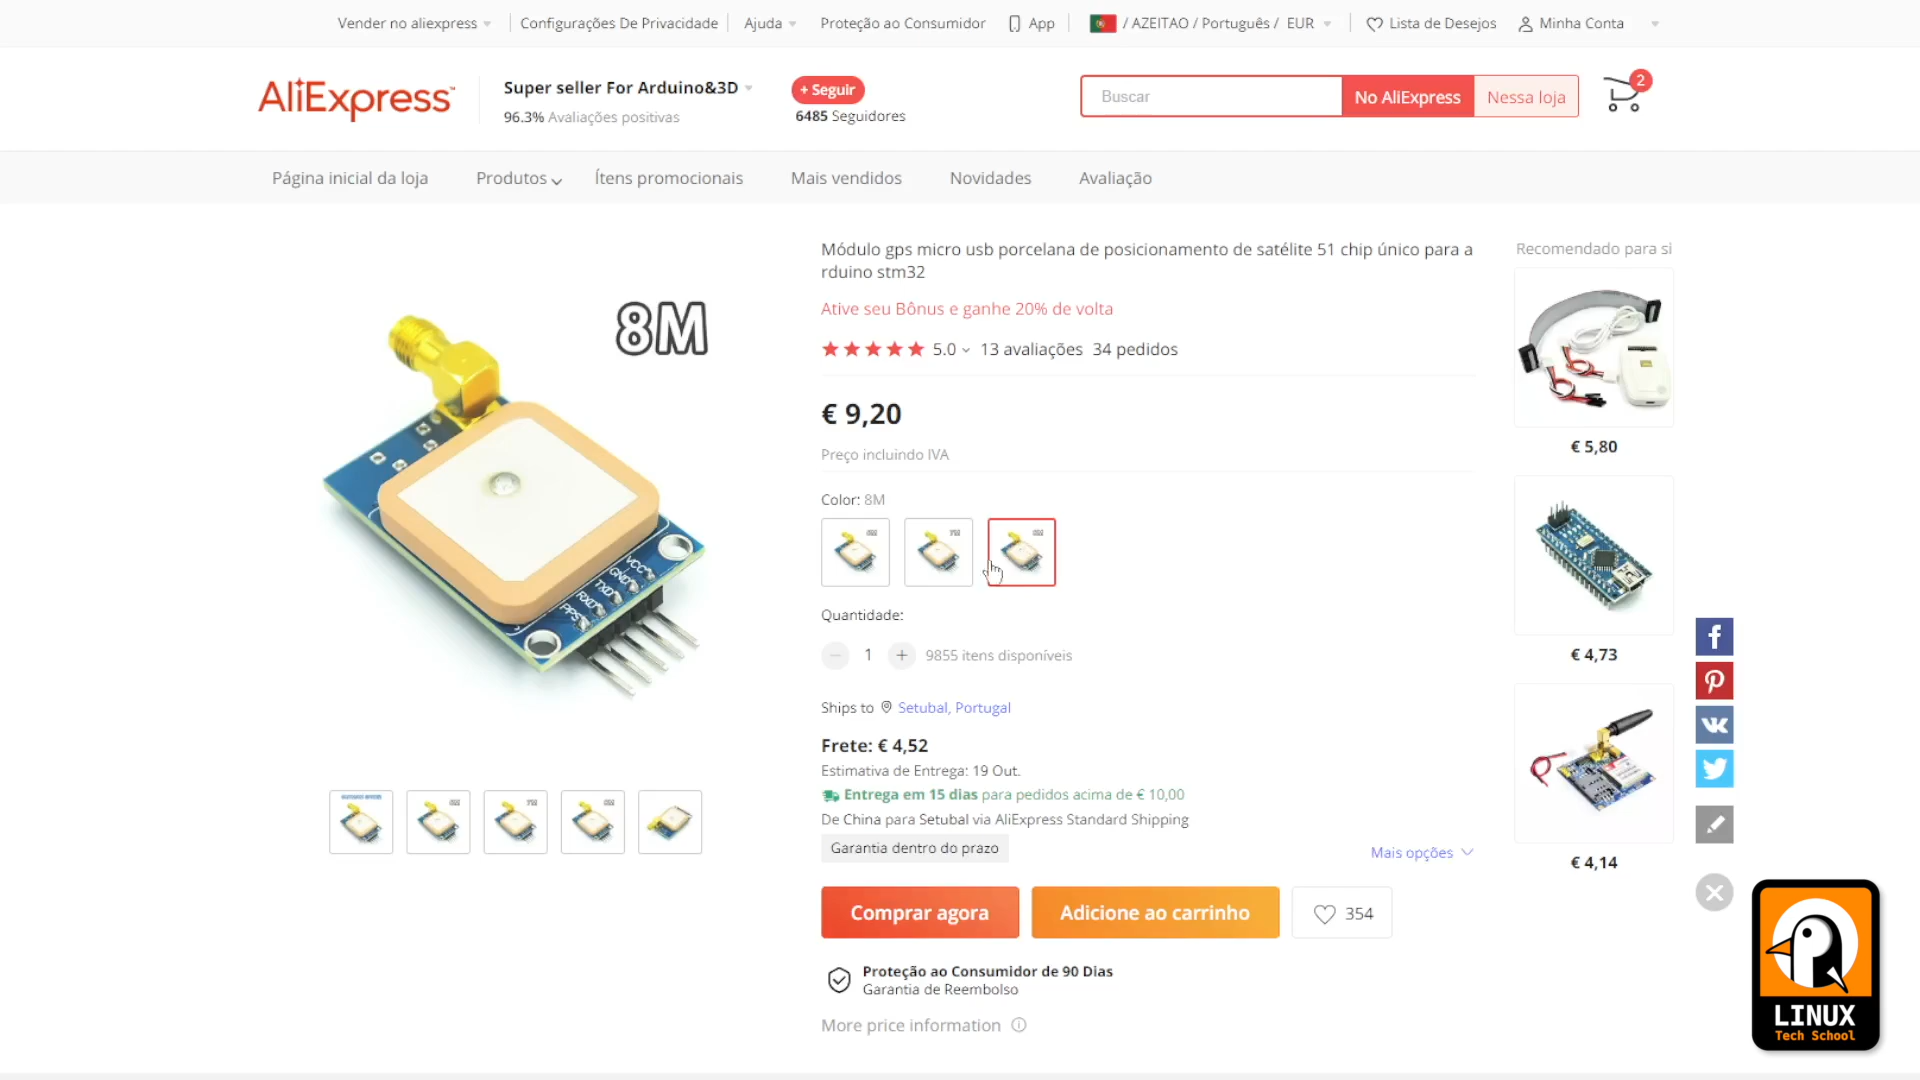 Vender no aliexpress
Configurações De Privacidade
Ajuda
Proteção ao Consumidor
App
/ AZEITAO / Português / EUR
Lista de Desejos
Minha Conta
AliExpress™
Super seller For Arduino&3D
96.3% Avaliações positivas
+ Seguir
6485 Seguidores
Buscar
No AliExpress
Nessa loja
2
Página inicial da loja
Produtos
Ítens promocionais
Mais vendidos
Novidades
Avaliação
8M
VCC
GND
TXD
RXD
PPS
Módulo gps micro usb porcelana de posicionamento de satélite 51 chip único para a
rduino stm32
Ative seu Bônus e ganhe 20% de volta
5.0 13 avaliações 34 pedidos
€ 9,20
Preço incluindo IVA
Color: 8M
Quantidade:
1 + 9855 itens disponíveis
Ships to Setubal, Portugal
Frete: € 4,52
Estimativa de Entrega: 19 Out.
Entrega em 15 dias para pedidos acima de € 10,00
De China para Setubal via AliExpress Standard Shipping
Garantia dentro do prazo
Mais opções
Comprar agora
Adicione ao carrinho
354
Proteção ao Consumidor de 90 Dias
Garantia de Reembolso
More price information
Recomendado para si
€ 5,80
€ 4,73
€ 4,14
LINUX
Tech School